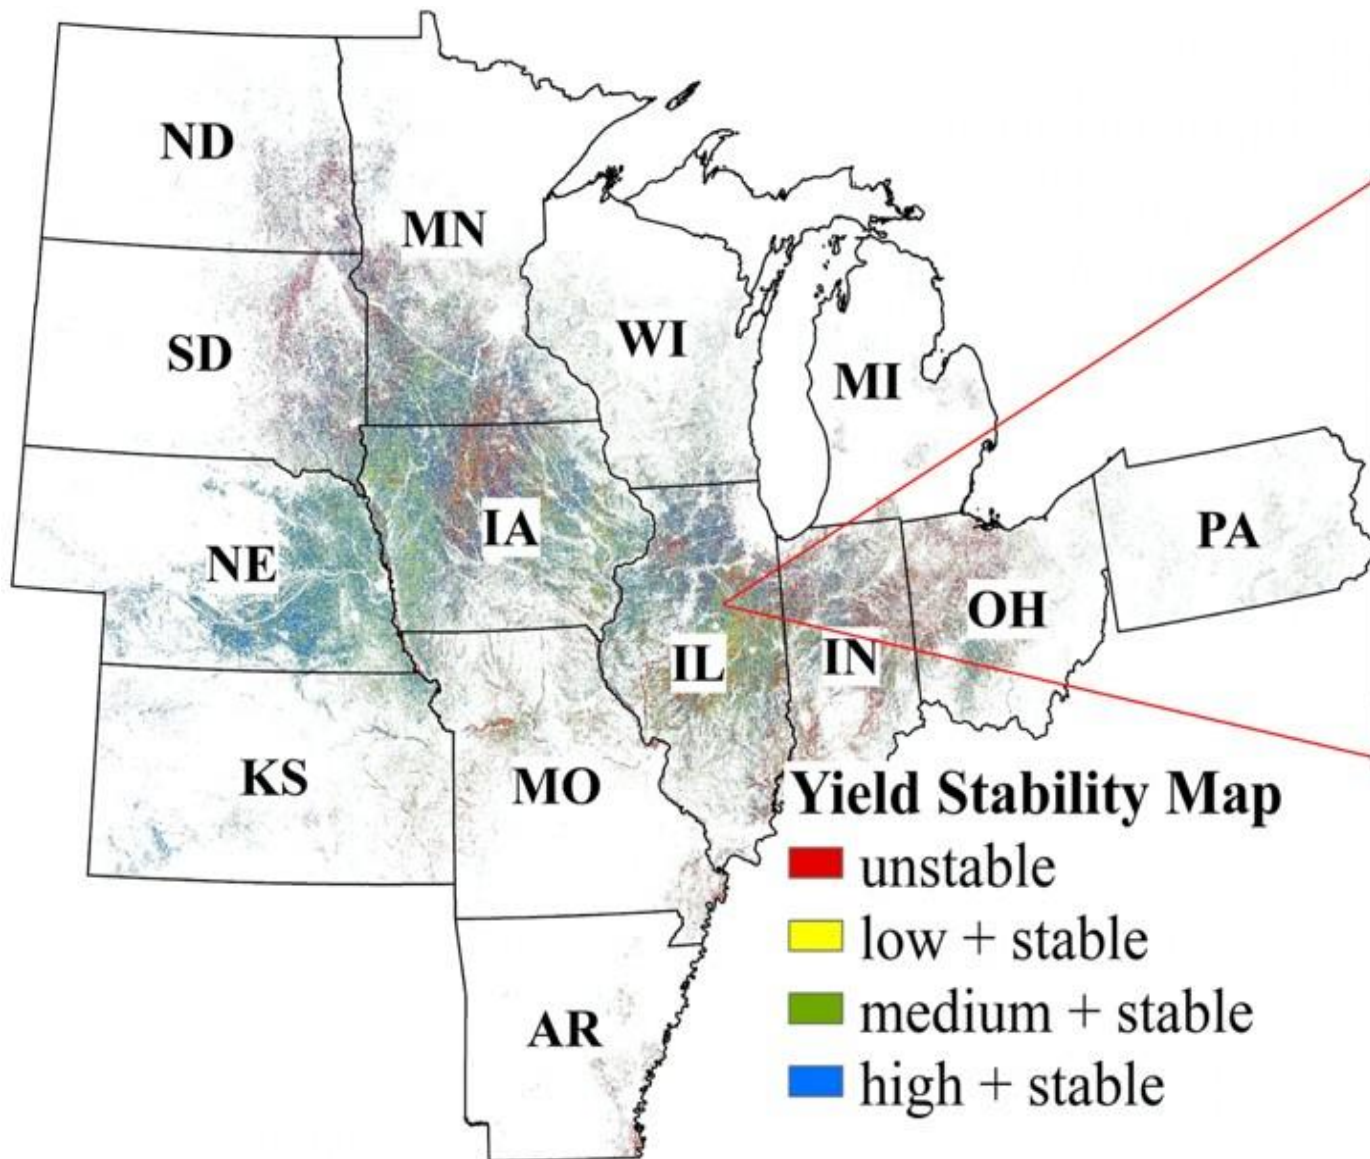 ND
MN
WI
SD
MI
IA
NE
PA
OH
IL
IN
KS
MO
AR
Yield Stability Map
unstable
low + stable
medium + stable
high + stable